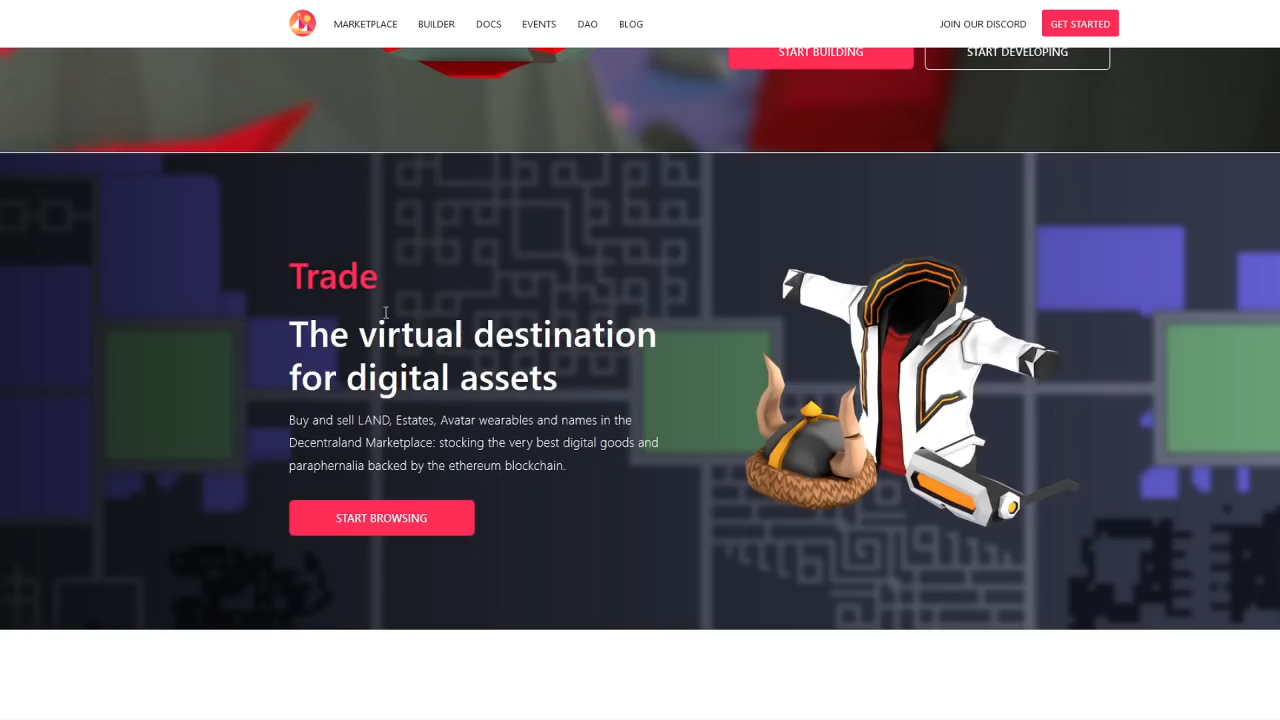 MARKETPLACE BUILDER DOCS EVENTS DAO BLOG JOIN OUR DISCORD GET STARTED
START BUILDING START DEVELOPING
Trade
The virtual destination
for digital assets
Buy and sell LAND, Estates, Avatar wearables and names in the
Decentraland Marketplace: stocking the very best digital goods and
paraphernalia backed by the ethereum blockchain.
START BROWSING